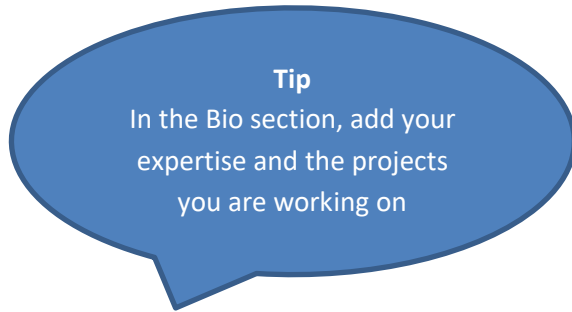 Tip
In the Bio section, add your
expertise and the projects
you are working on